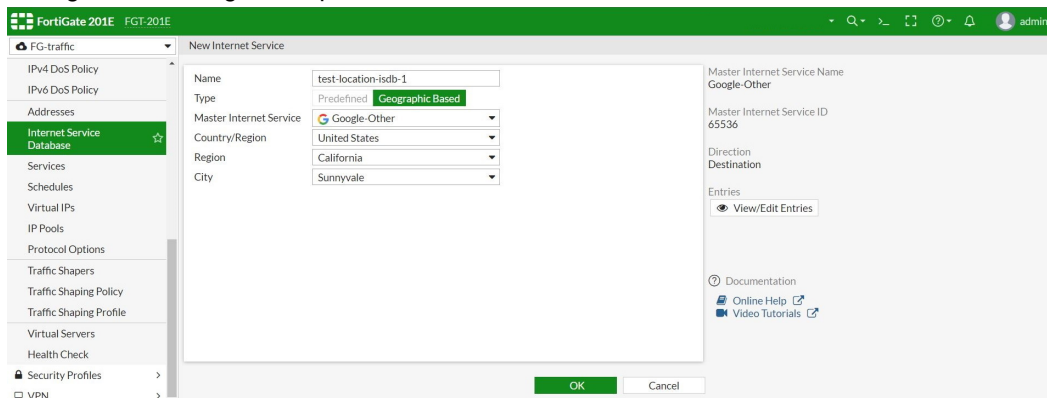 FortiGate 201E FGT-201E
admin
FG-traffic
New Internet Service
IPv4 DoS Policy
IPv6 DoS Policy
Addresses
Internet Service
Database
Services
Schedules
Virtual IPs
IP Pools
Protocol Options
Traffic Shapers
Traffic Shaping Policy
Traffic Shaping Profile
Virtual Servers
Health Check
Security Profiles
VPN
Name test-location-isdb-1
Type Predefined Geographic Based
Master Internet Service Google-Other
Country/Region United States
Region California
City Sunnyvale
OK Cancel
Master Internet Service Name
Google-Other
Master Internet Service ID
65536
Direction
Destination
Entries
View/Edit Entries
Documentation
Online Help
Video Tutorials